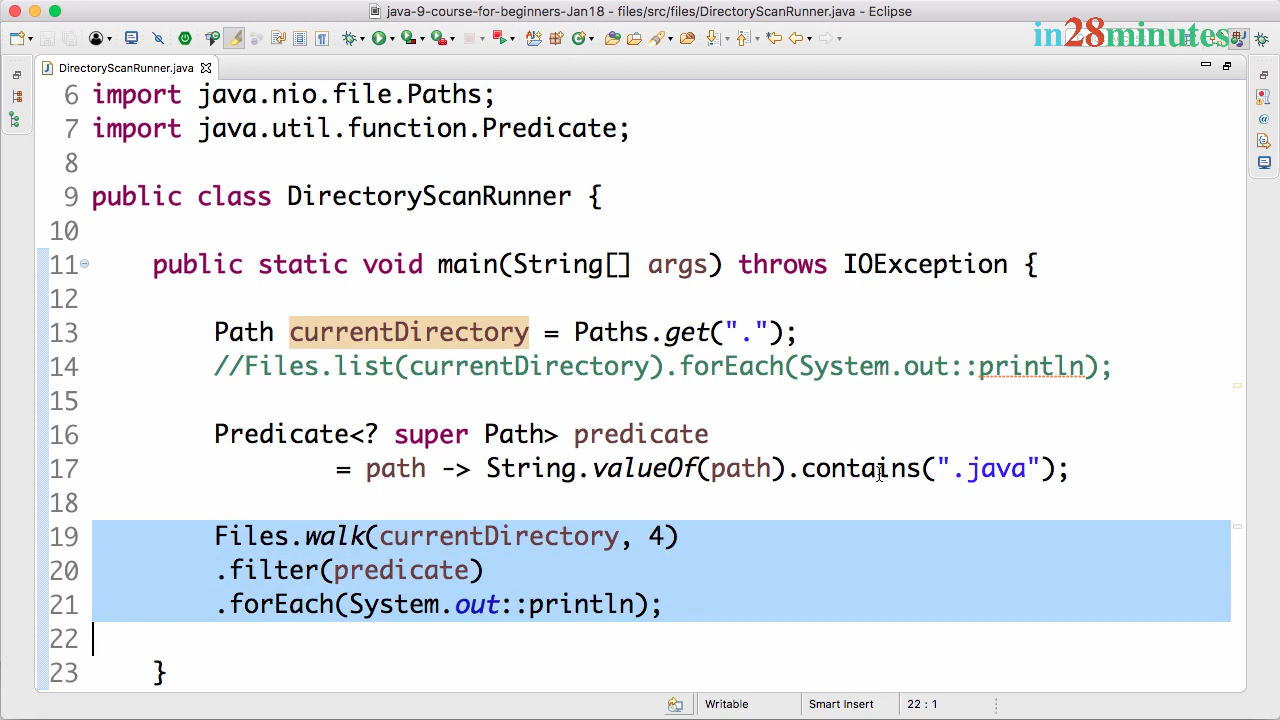 java-9-course-for-beginners-Jan18 - files/src/files/DirectoryScanRunner.java - Eclipse
in28minutes
DirectoryScanRunner.java
6 import java.nio.file.Paths;
7 import java.util.function.Predicate;
8
9 public class DirectoryScanRunner {
10
11 public static void main(String[] args) throws IOException {
12
13 Path currentDirectory = Paths.get(".");
14 //Files.list(currentDirectory).forEach(System.out::println);
15
16 Predicate<? super Path> predicate
17 = path -> String.valueOf(path).contains(".java");
18
19 Files.walk(currentDirectory, 4)
20 .filter(predicate)
21 .forEach(System.out::println);
22
23 }
Writable Smart Insert 22 : 1